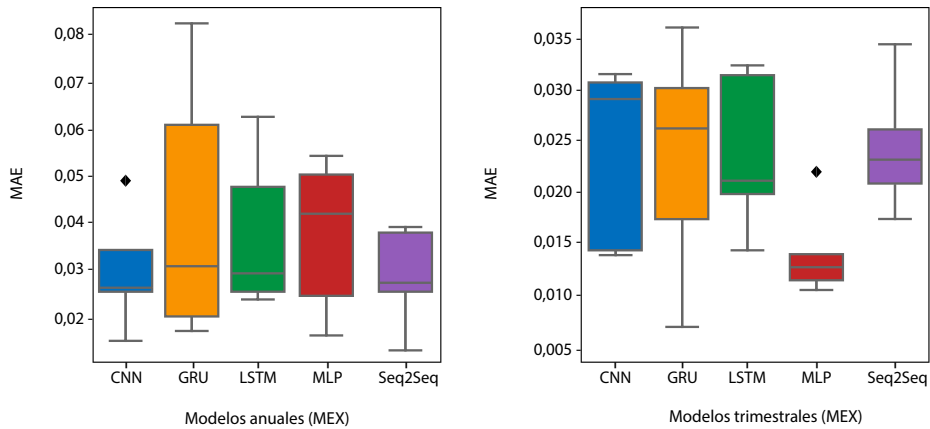 0,08
0,07
0,06
0,05
0,04
0,03
0,02
MAE
CNN GRU LSTM MLP Seq2Seq
Modelos anuales (MEX)
0,035
0,030
0,025
0,020
0,015
0,010
0,005
MAE
CNN GRU LSTM MLP Seq2Seq
Modelos trimestrales (MEX)